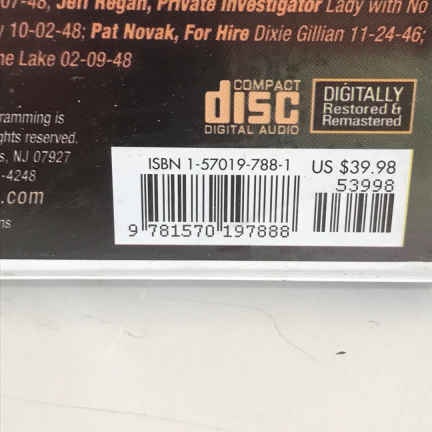 07-48; Jeff Regan, Private Investigator Lady with No
10-02-48; Pat Novak, For Hire Dixie Gillian 11-24-46;
Lake 02-09-48
COMPACT
disc
DIGITAL AUDIO
DIGITALLY
Restored &
Remastered
is
reserved.
NJ 07927
-4248
.com
ISBN 1-57019-788-1
US $39.98
53998
9 781570 197888